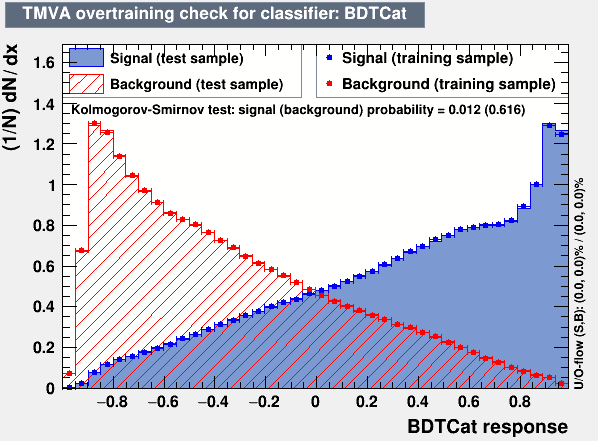 TMVA overtraining check for classifier: BDTCat
(1/N) dN/ dx
Signal (test sample)
Background (test sample)
Signal (training sample)
Background (training sample)
Kolmogorov-Smirnov test: signal (background) probability = 0.012 (0.616)
1.6
1.4
1.2
1
0.8
0.6
0.4
0.2
0
−0.8 −0.6 −0.4 −0.2 0 0.2 0.4 0.6 0.8
BDTCat response
U/O-flow (S,B): (0.0, 0.0)% / (0.0, 0.0)%